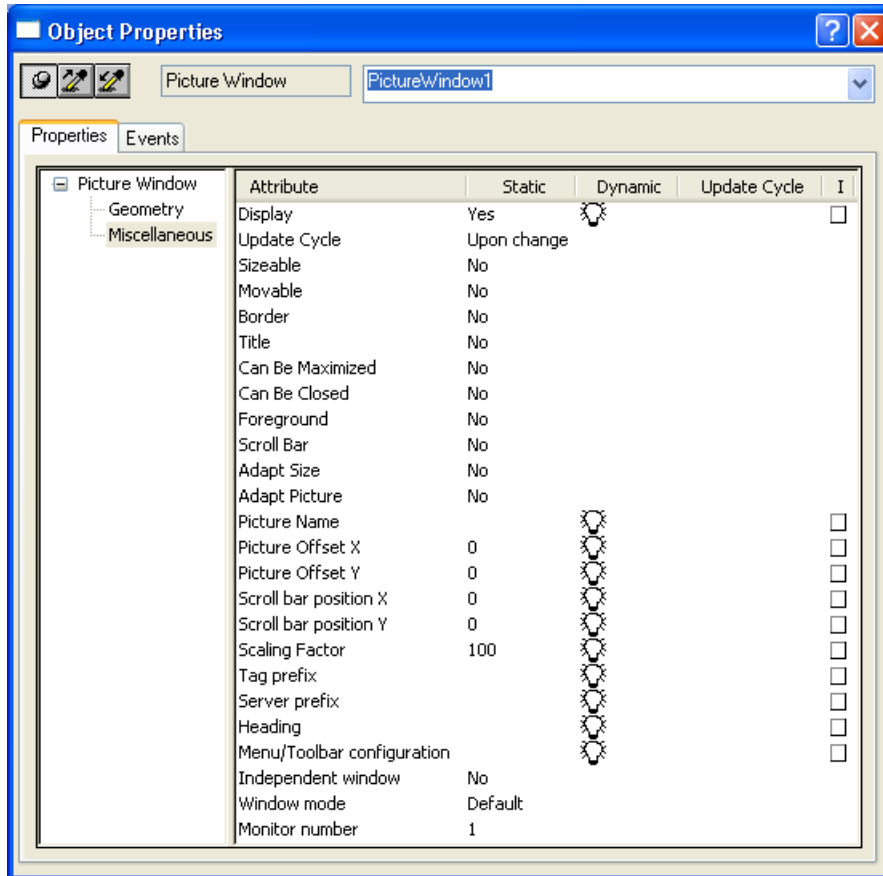 Object Properties
Picture Window PictureWindow1
Properties Events
Picture Window
Geometry
Miscellaneous
Attribute Static Dynamic Update Cycle I
Display Yes
Update Cycle Upon change
Sizeable No
Movable No
Border No
Title No
Can Be Maximized No
Can Be Closed No
Foreground No
Scroll Bar No
Adapt Size No
Adapt Picture No
Picture Name
Picture Offset X 0
Picture Offset Y 0
Scroll bar position X 0
Scroll bar position Y 0
Scaling Factor 100
Tag prefix
Server prefix
Heading
Menu/Toolbar configuration
Independent window No
Window mode Default
Monitor number 1